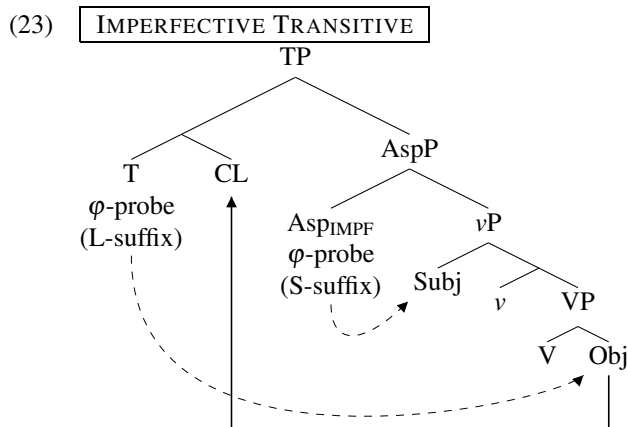 (23) IMPERFECTIVE TRANSITIVE
TP
AspP
T CL
φ-probe
(L-suffix)
AspIMPF vP
φ-probe
(S-suffix)
Subj v VP
V Obj